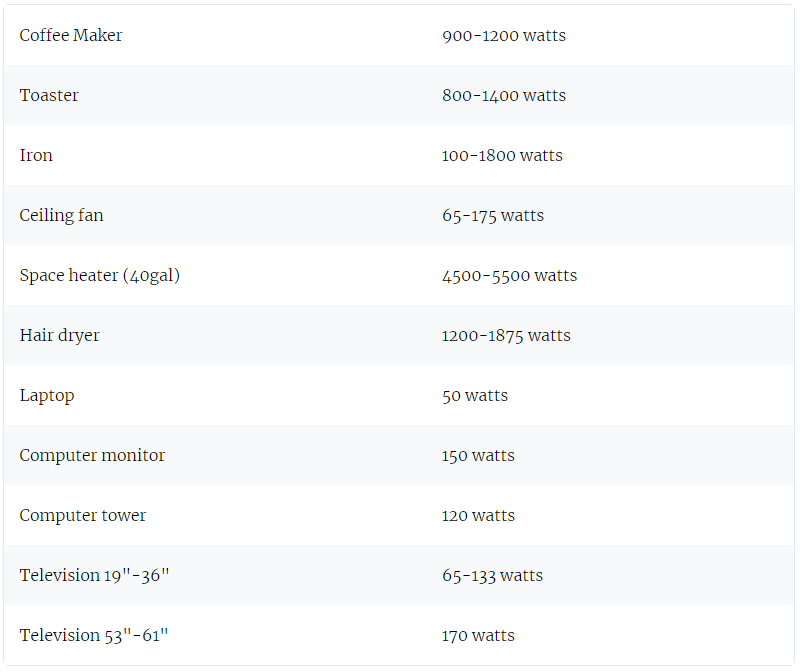 Coffee Maker 900-1200 watts
Toaster 800-1400 watts
Iron 100-1800 watts
Ceiling fan 65-175 watts
Space heater (40gal) 4500-5500 watts
Hair dryer 1200-1875 watts
Laptop 50 watts
Computer monitor 150 watts
Computer tower 120 watts
Television 19"-36" 65-133 watts
Television 53"-61" 170 watts